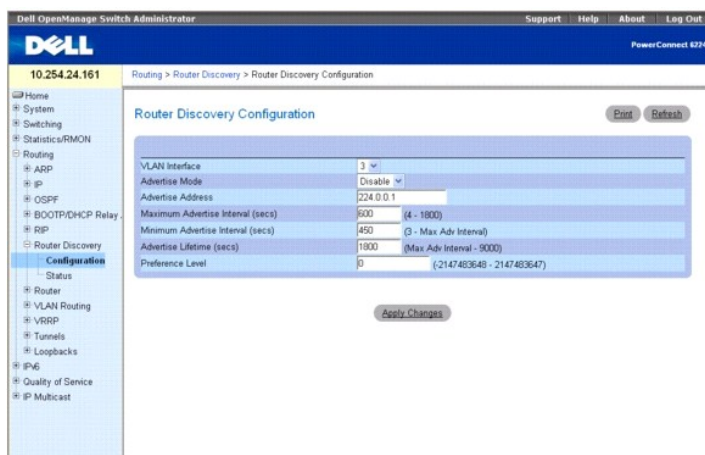 Dell OpenManage Switch Administrator
Support Help About Log Out
DELL
PowerConnect 6224
10.254.24.161
Routing > Router Discovery > Router Discovery Configuration
Home
System
Switching
Statistics/RMON
Routing
ARP
IP
OSPF
BOOTP/DHCP Relay
RIP
Router Discovery
Configuration
Status
Router
VLAN Routing
VRRP
Tunnels
Loopbacks
IPv6
Quality of Service
IP Multicast
Router Discovery Configuration
Print Refresh
VLAN Interface 3
Advertise Mode Disable
Advertise Address 224.0.0.1
Maximum Advertise Interval (secs) 600 (4 - 1800)
Minimum Advertise Interval (secs) 450 (3 - Max Adv Interval)
Advertise Lifetime (secs) 1800 (Max Adv Interval - 9000)
Preference Level 0 (-2147483648 - 2147483647)
Apply Changes